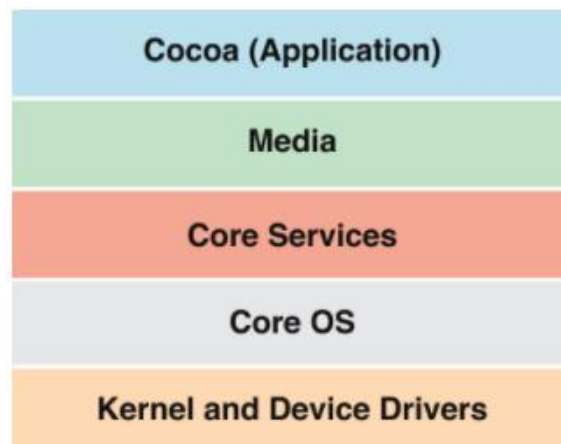 Cocoa (Application)
Media
Core Services
Core OS
Kernel and Device Drivers